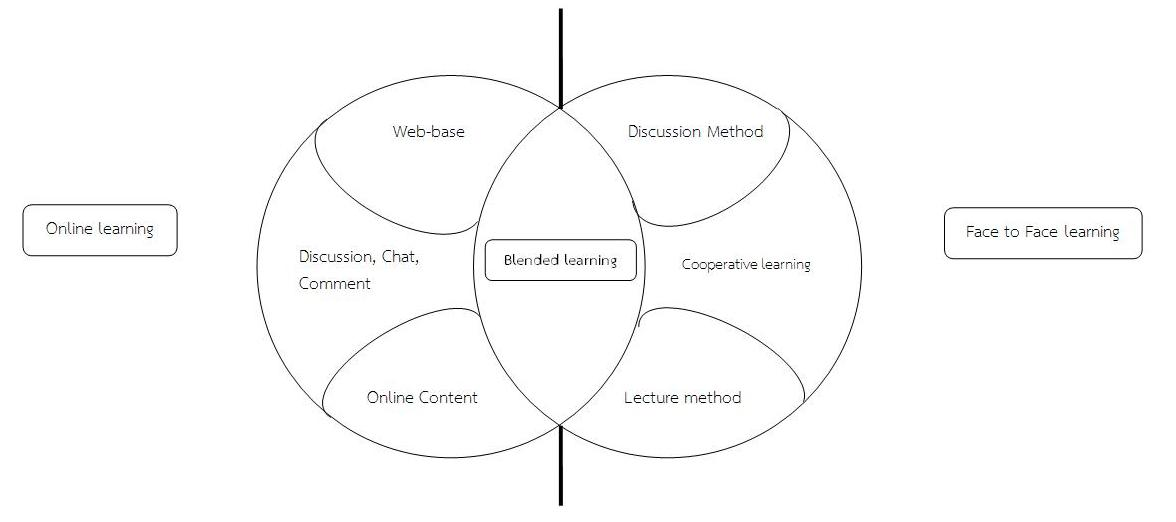 Web-base
Discussion Method
Online learning
Face to Face learning
Discussion, Chat,
Comment
Blended learning
Cooperative learning
Online Content
Lecture method